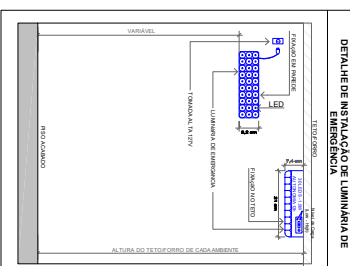 DETALHE DE INSTALAÇÃO DE LUMINÁRIA DE
EMERGÊNCIA
TETO/FORRO
FIXAÇÃO EM PAREDE
LED
TOMADA ALTA 127V
LUMINÁRIA DE EMERGÊNCIA
FIXAÇÃO NO TETO
VARIÁVEL
ALTURA DO TETO/FORRO DE CADA AMBIENTE
PISO ACABADO